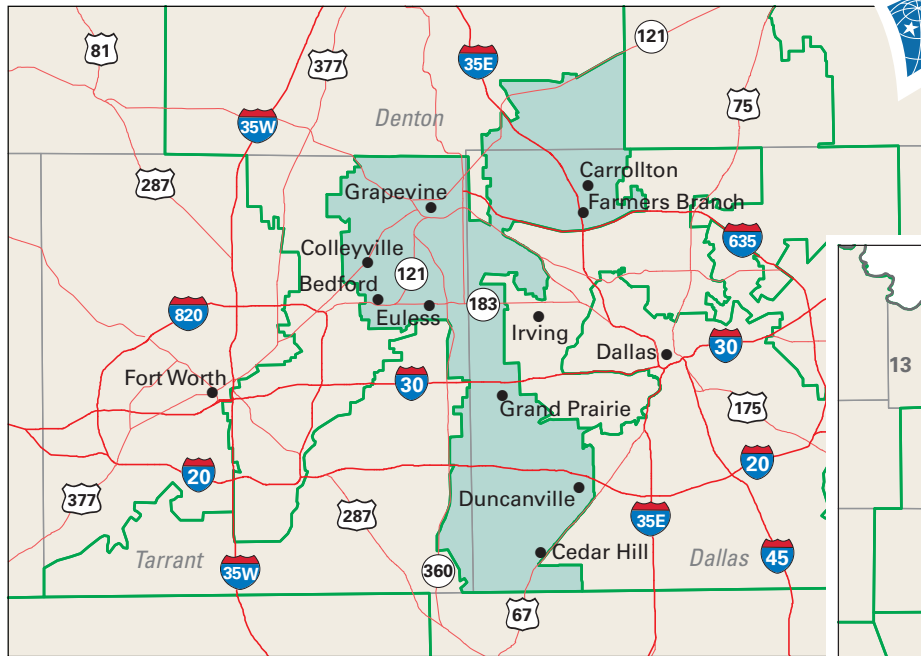 81
377
35E
121
75
35W
Denton
287
Carrollton
Grapevine
Farmers Branch
635
Colleyville
121
Bedford
183
820
Euless
Irving
Dallas
30
13
Fort Worth
30
Grand Prairie
175
20
20
377
Duncanville
287
35E
Cedar Hill
Tarrant
35W
360
Dallas
45
67